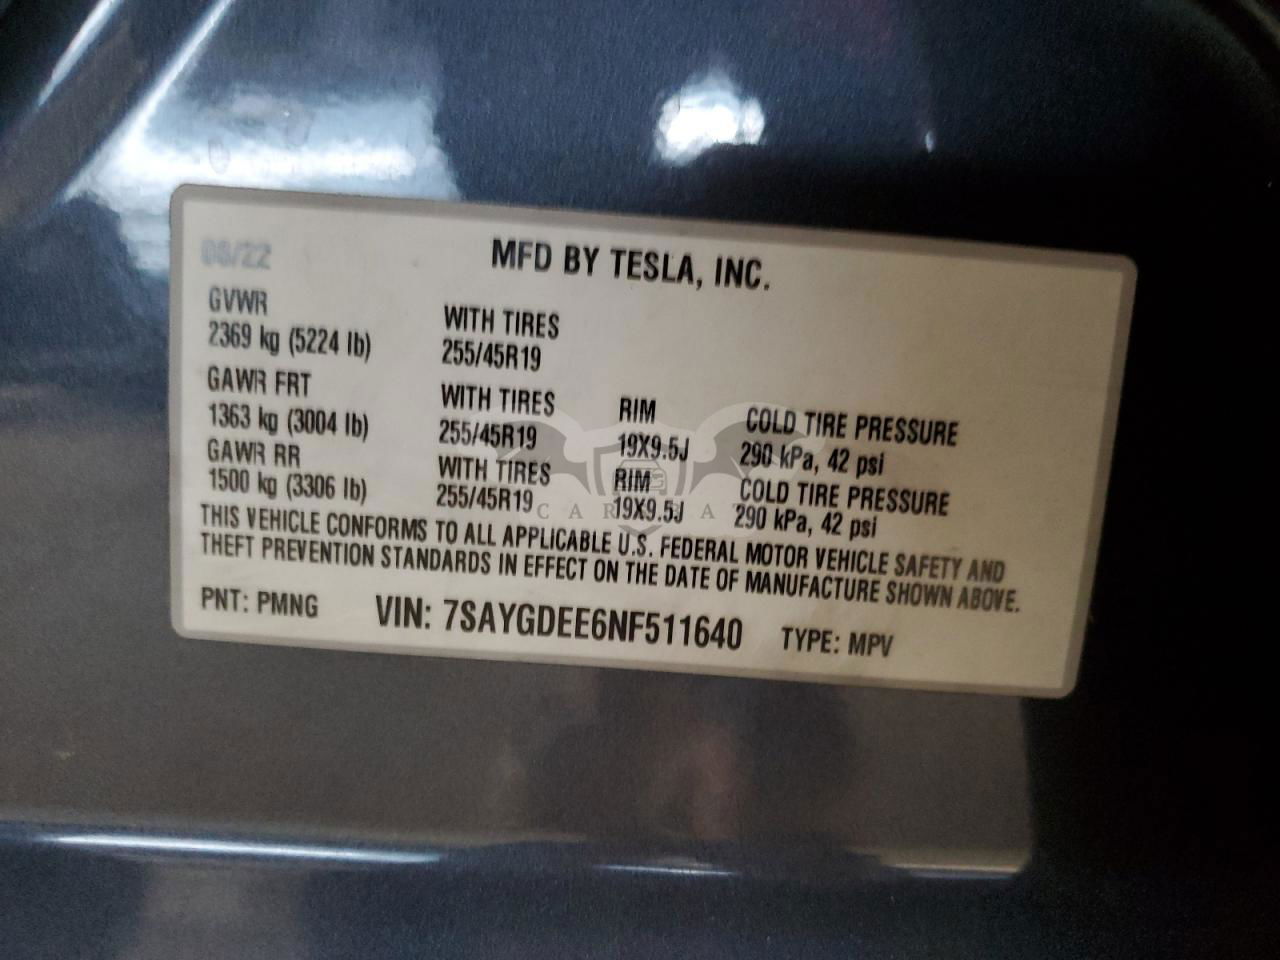 08/22
MFD BY TESLA, INC.
GVWR
2369 kg (5224 lb)
WITH TIRES
255/45R19
GAWR FRT
1363 kg (3004 lb)
WITH TIRES
255/45R19
RIM
19X9.5J
COLD TIRE PRESSURE
290 kPa, 42 psi
GAWR RR
1500 kg (3306 lb)
WITH TIRES
255/45R19
RIM
19X9.5J
COLD TIRE PRESSURE
290 kPa, 42 psi
THIS VEHICLE CONFORMS TO ALL APPLICABLE U.S. FEDERAL MOTOR VEHICLE SAFETY AND
THEFT PREVENTION STANDARDS IN EFFECT ON THE DATE OF MANUFACTURE SHOWN ABOVE.
PNT: PMNG VIN: 7SAYGDEE6NF511640 TYPE: MPV